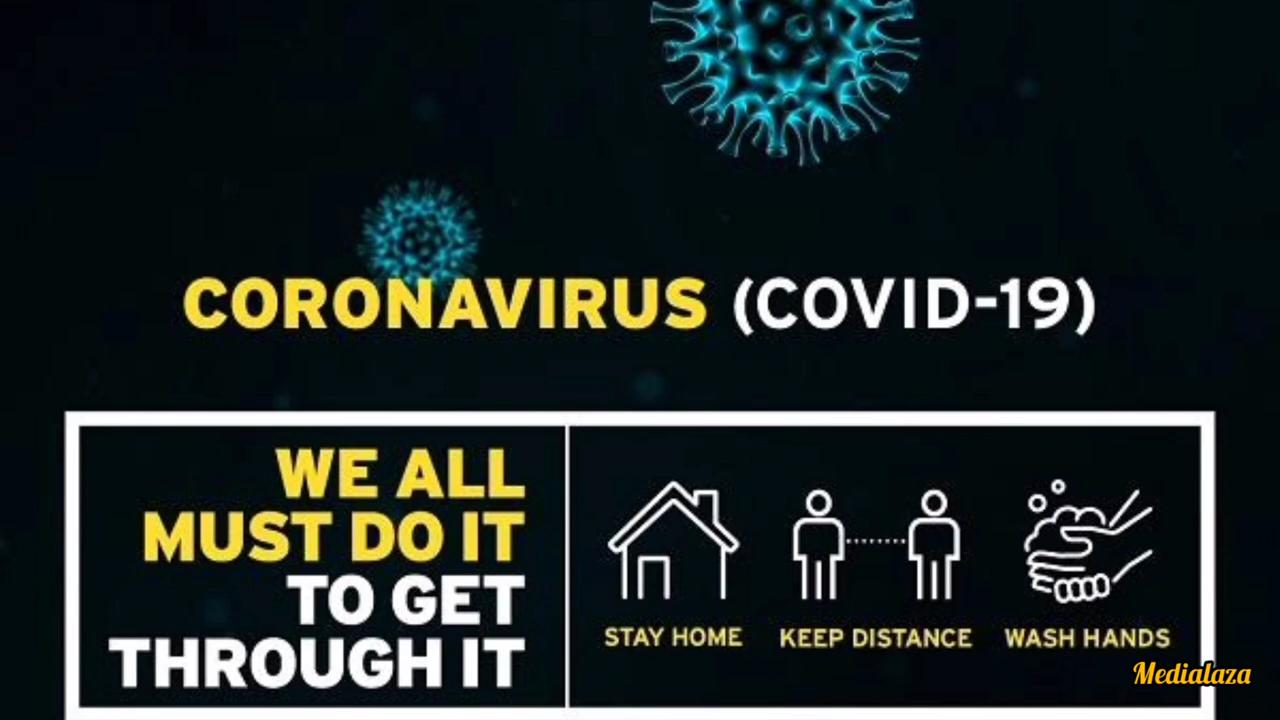 CORONAVIRUS (COVID-19)
WE ALL
MUST DO IT
TO GET
THROUGH IT
STAY HOME
KEEP DISTANCE
WASH HANDS
Medialaza